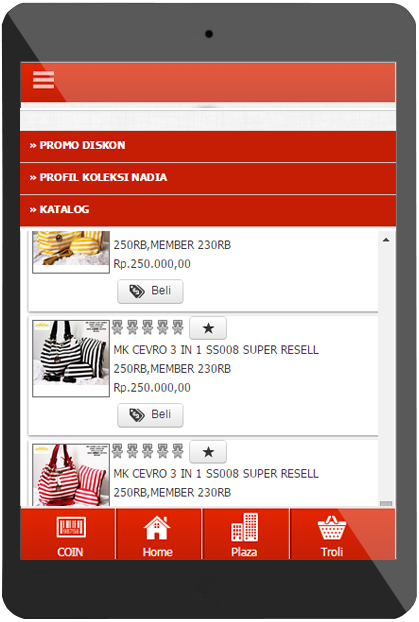 » PROMO DISKON
» PROFIL KOLEKSI NADIA
» KATALOG
250RB,MEMBER 230RB
Rp.250.000,00
Beli
MK CEVRO 3 IN 1 SS008 SUPER RESELL
250RB,MEMBER 230RB
Rp.250.000,00
Beli
MK CEVRO 3 IN 1 SS008 SUPER RESELL
250RB,MEMBER 230RB
COIN
Home
Plaza
Troli